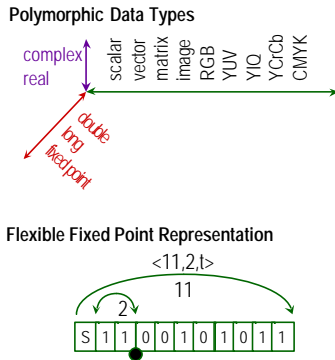 Polymorphic Data Types
complex
real
scalar
vector
matrix
image
RGB
YUV
YIQ
YCrCb
CMYK
double
long
fixed point
Flexible Fixed Point Representation
<11,2,t>
11
2
S 1 1 0 0 1 0 1 0 1 1